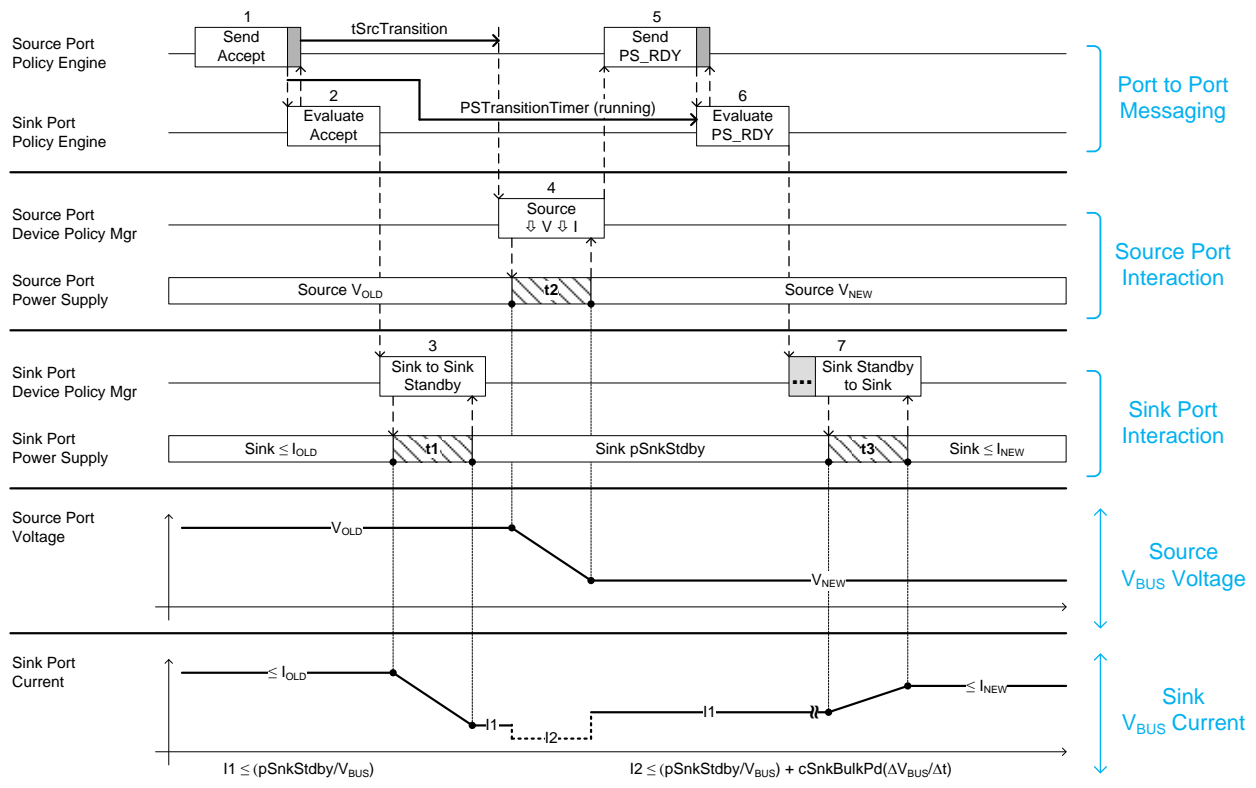 1
Send
Accept
tSrcTransition
5
Send
PS_RDY
Source Port
Policy Engine
Port to Port
Messaging
2
Evaluate
Accept
PSTransitionTimer (running)
6
Evaluate
PS_RDY
Sink Port
Policy Engine
4
Source
⇩ V ⇩ I
Source Port
Device Policy Mgr
Source Port
Interaction
Source Port
Power Supply
Source VOLD
t2
Source VNEW
3
Sink to Sink
Standby
7
...
Sink Standby
to Sink
Sink Port
Device Policy Mgr
Sink Port
Interaction
Sink Port
Power Supply
Sink ≤ IOLD
t1
Sink pSnkStdby
t3
Sink ≤ INEW
Source Port
Voltage
VOLD
VNEW
Source
VBUS Voltage
Sink Port
Current
≤ IOLD
I1
I2
I1
≤ INEW
Sink
VBUS Current
I1 ≤ (pSnkStdby/VBUS)
I2 ≤ (pSnkStdby/VBUS) + cSnkBulkPd(ΔVBUS/Δt)